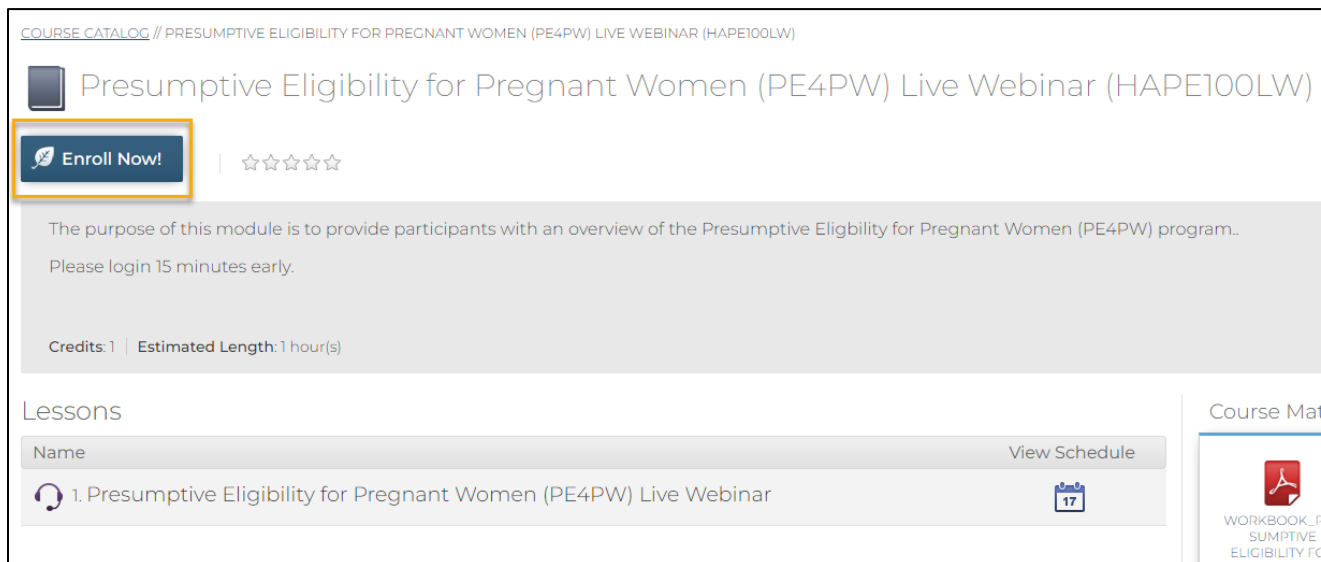 COURSE CATALOG // PRESUMPTIVE ELIGIBILITY FOR PREGNANT WOMEN (PE4PW) LIVE WEBINAR (HAPE100LW)
Presumptive Eligibility for Pregnant Women (PE4PW) Live Webinar (HAPE100LW)
Enroll Now!
The purpose of this module is to provide participants with an overview of the Presumptive Eligbility for Pregnant Women (PE4PW) program..
Please login 15 minutes early.
Credits: 1 | Estimated Length: 1 hour(s)
Lessons
Course Mat
Name View Schedule
1. Presumptive Eligibility for Pregnant Women (PE4PW) Live Webinar
17
WORKBOOK_P
SUMPTIVE
ELIGIBILITY FO